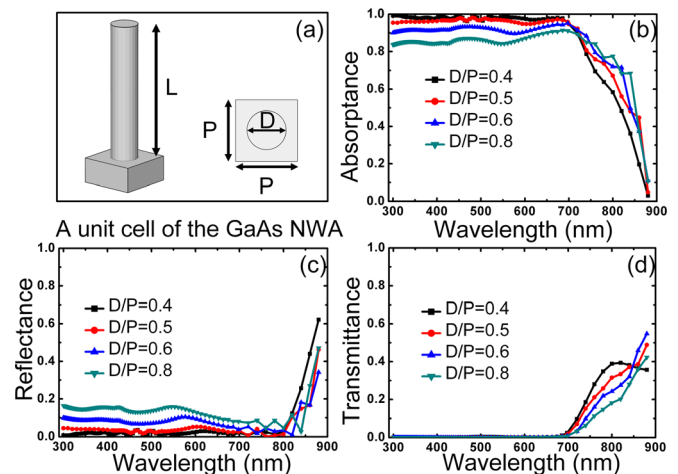 (a)
L
D
P
P
A unit cell of the GaAs NWA
(b)
Absorptance
1.0
0.8
0.6
0.4
0.2
0.0
D/P=0.4
D/P=0.5
D/P=0.6
D/P=0.8
300 400 500 600 700 800 900
Wavelength (nm)
(c)
Reflectance
1.0
0.8
0.6
0.4
0.2
0.0
D/P=0.4
D/P=0.5
D/P=0.6
D/P=0.8
300 400 500 600 700 800 900
Wavelength (nm)
(d)
Transmittance
1.0
0.8
0.6
0.4
0.2
0.0
D/P=0.4
D/P=0.5
D/P=0.6
D/P=0.8
300 400 500 600 700 800 900
Wavelength (nm)